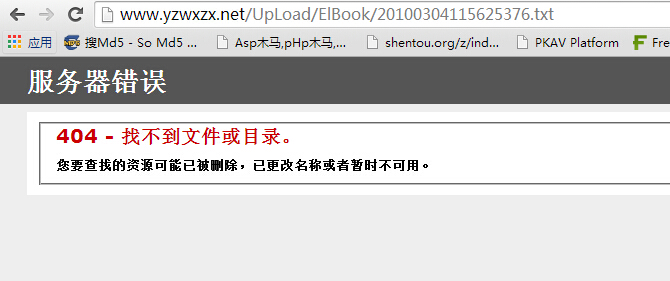 www.yzwxzx.net/UpLoad/ElBook/20100304115625376.txt
应用 搜Md5 - So Md5 ... Asp木马,pHp木马,... shentou.org/z/ind... PKAV Platform Fre
服务器错误
404 - 找不到文件或目录。
您要查找的资源可能已被删除，已更改名称或者暂时不可用。